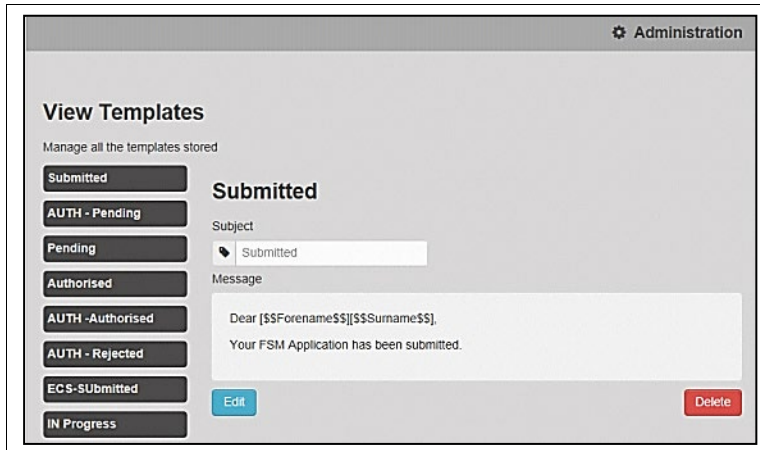 Administration
View Templates
Manage all the templates stored
Submitted
AUTH - Pending
Pending
Authorised
AUTH -Authorised
AUTH - Rejected
ECS-SUbmitted
IN Progress
Submitted
Subject
Submitted
Message
Dear [$$Forename$$][$$Surname$$],
Your FSM Application has been submitted.
Edit
Delete